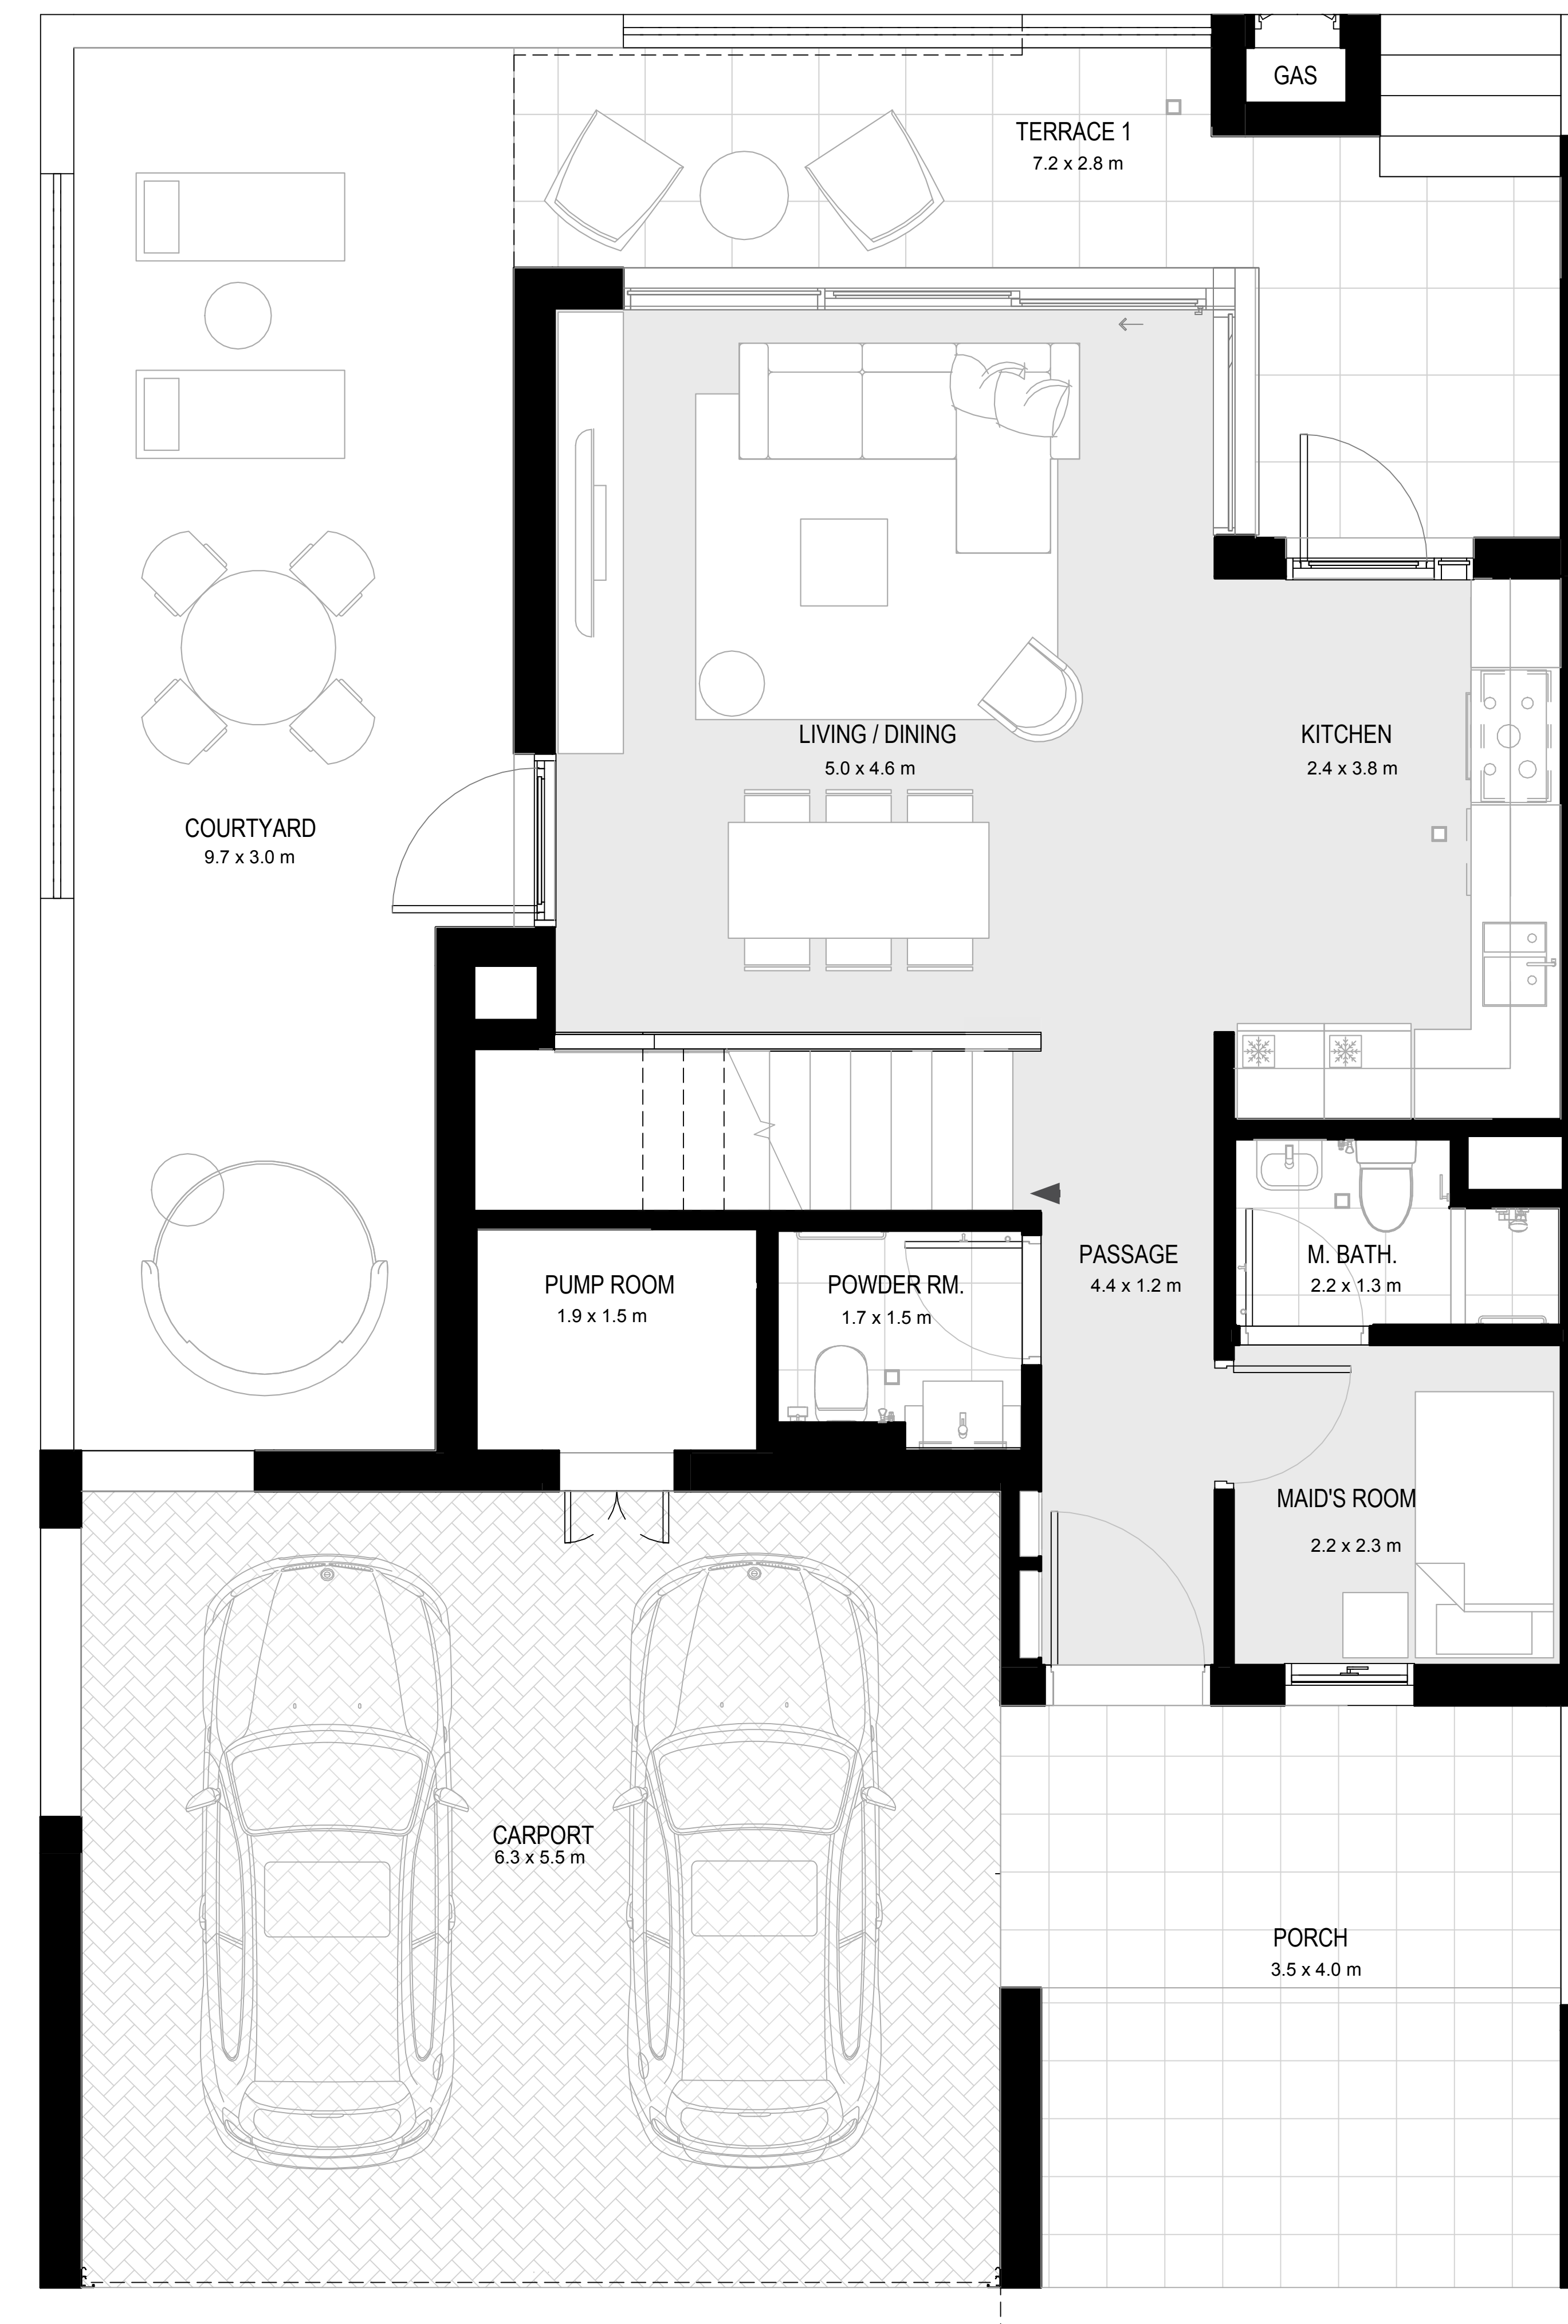 GAS
TERRACE 1
7.2 x 2.8 m
LIVING / DINING
5.0 x 4.6 m
KITCHEN
2.4 x 3.8 m
COURTYARD
9.7 x 3.0 m
PASSAGE
4.4 x 1.2 m
M. BATH.
2.2 x 1.3 m
PUMP ROOM
1.9 x 1.5 m
POWDER RM.
1.7 x 1.5 m
MAID'S ROOM
2.2 x 2.3 m
CARPORT
6.3 x 5.5 m
PORCH
3.5 x 4.0 m